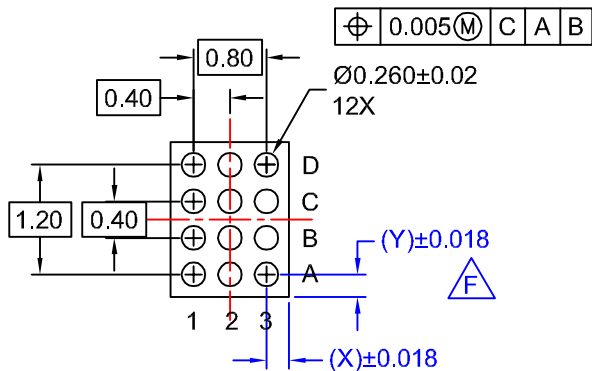 ⌖ 0.005Ⓜ C A B
0.80
Ø0.260±0.02
12X
0.40
D
C
B
A
1.20
0.40
(Y)±0.018
F
1 2 3
(X)±0.018